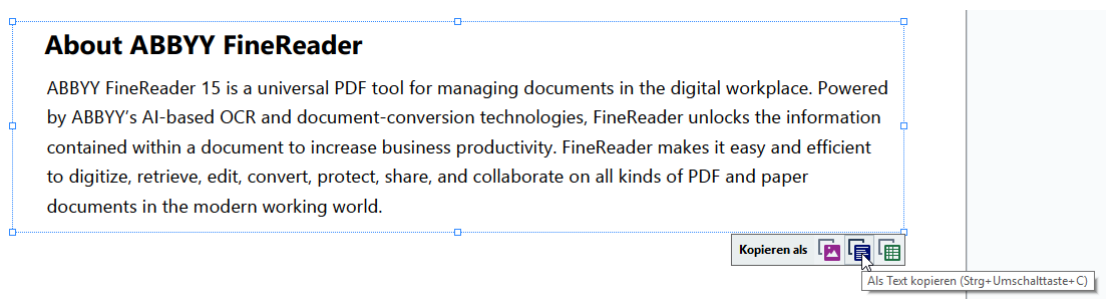 About ABBYY FineReader
ABBYY FineReader 15 is a universal PDF tool for managing documents in the digital workplace. Powered
by ABBYY’s AI-based OCR and document-conversion technologies, FineReader unlocks the information
contained within a document to increase business productivity. FineReader makes it easy and efficient
to digitize, retrieve, edit, convert, protect, share, and collaborate on all kinds of PDF and paper
documents in the modern working world.
Kopieren als
Als Text kopieren (Strg+Umschalttaste+C)